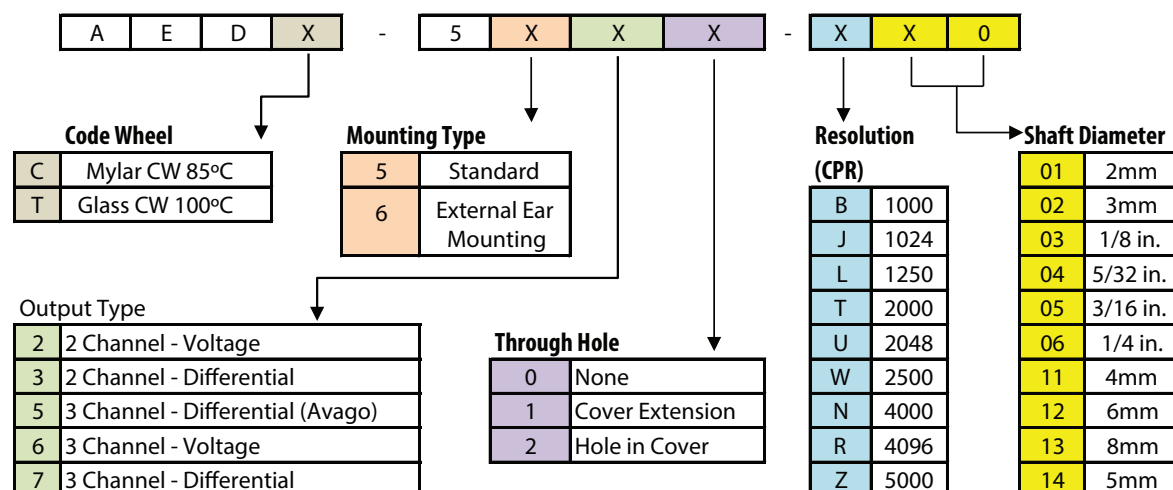 A E D X - 5 X X X - X X 0
Code Wheel
C Mylar CW 85ºC
T Glass CW 100ºC
Mounting Type
5 Standard
6 External Ear
Mounting
Output Type
2 2 Channel - Voltage
3 2 Channel - Differential
5 3 Channel - Differential (Avago)
6 3 Channel - Voltage
7 3 Channel - Differential
Through Hole
0 None
1 Cover Extension
2 Hole in Cover
Resolution
(CPR)
B 1000
J 1024
L 1250
T 2000
U 2048
W 2500
N 4000
R 4096
Z 5000
Shaft Diameter
01 2mm
02 3mm
03 1/8 in.
04 5/32 in.
05 3/16 in.
06 1/4 in.
11 4mm
12 6mm
13 8mm
14 5mm